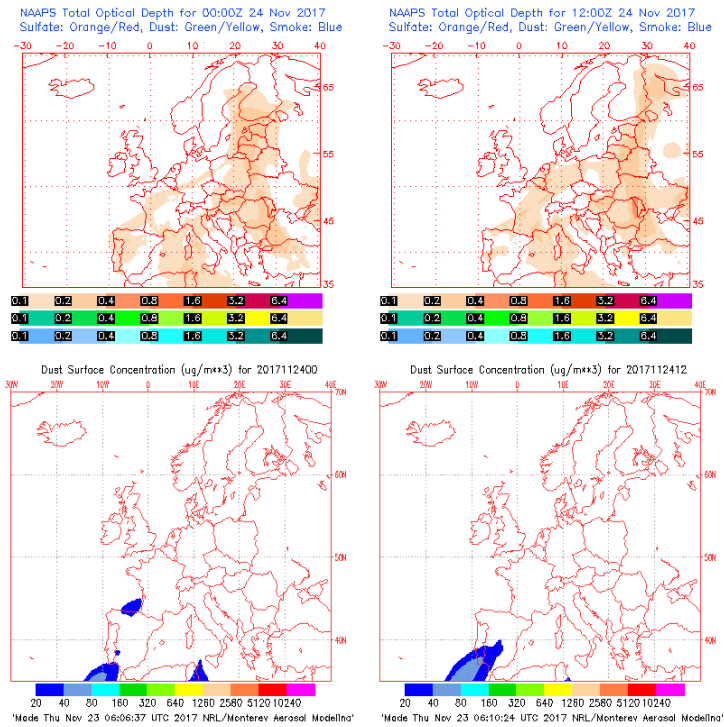 NAAPS Total Optical Depth for 00:00Z 24 Nov 2017
Sulfate: Orange/Red, Dust: Green/Yellow, Smoke: Blue
-30 -20 -10 0 10 20 30 40
65
55
45
35
0.1 0.2 0.4 0.8 1.6 3.2 6.4
0.1 0.2 0.4 0.8 1.6 3.2 6.4
0.1 0.2 0.4 0.8 1.6 3.2 6.4
NAAPS Total Optical Depth for 12:00Z 24 Nov 2017
Sulfate: Orange/Red, Dust: Green/Yellow, Smoke: Blue
-30 -20 -10 0 10 20 30 40
65
55
45
35
0.1 0.2 0.4 0.8 1.6 3.2 6.4
0.1 0.2 0.4 0.8 1.6 3.2 6.4
0.1 0.2 0.4 0.8 1.6 3.2 6.4
Dust Surface Concentration (ug/m**3) for 2017112400
30W 20W 10W 0 10E 20E 30E 40E
70N
60N
50N
40N
20 40 80 160 320 640 1280 2580 5120 10240
'Made Thu Nov 23 06:06:37 UTC 2017 NRL/Monterey Aerosol Modeling'
Dust Surface Concentration (ug/m**3) for 2017112412
30W 20W 10W 0 10E 20E 30E 40E
70N
60N
50N
40N
20 40 80 160 320 640 1280 2580 5120 10240
'Made Thu Nov 23 06:10:24 UTC 2017 NRL/Monterey Aerosol Modeling'